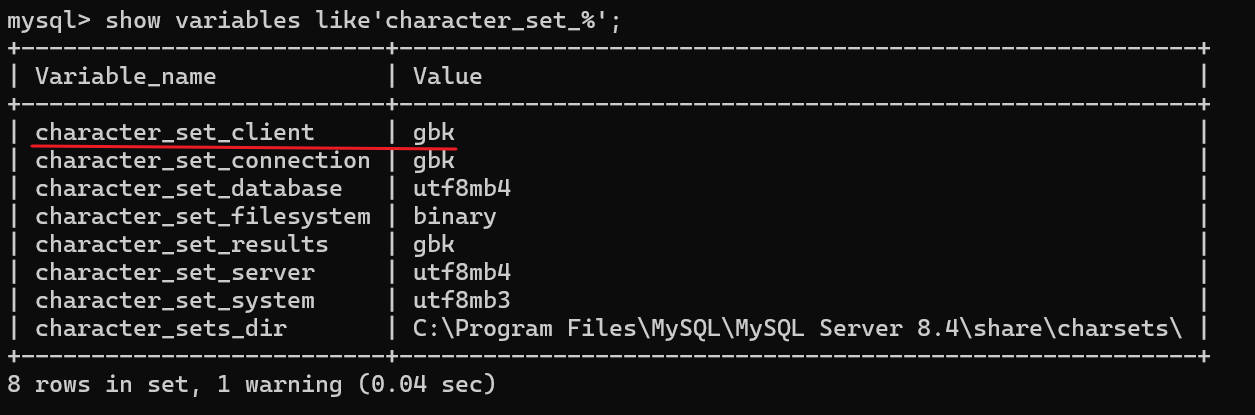 mysql> show variables like'character_set_%';
+--------------------------+---------------------------------------------------------+
| Variable_name            | Value                                                   |
+--------------------------+---------------------------------------------------------+
| character_set_client     | gbk                                                     |
| character_set_connection | gbk                                                     |
| character_set_database   | utf8mb4                                                 |
| character_set_filesystem | binary                                                  |
| character_set_results    | gbk                                                     |
| character_set_server     | utf8mb4                                                 |
| character_set_system     | utf8mb3                                                 |
| character_sets_dir       | C:\Program Files\MySQL\MySQL Server 8.4\share\charsets\ |
+--------------------------+---------------------------------------------------------+
8 rows in set, 1 warning (0.04 sec)